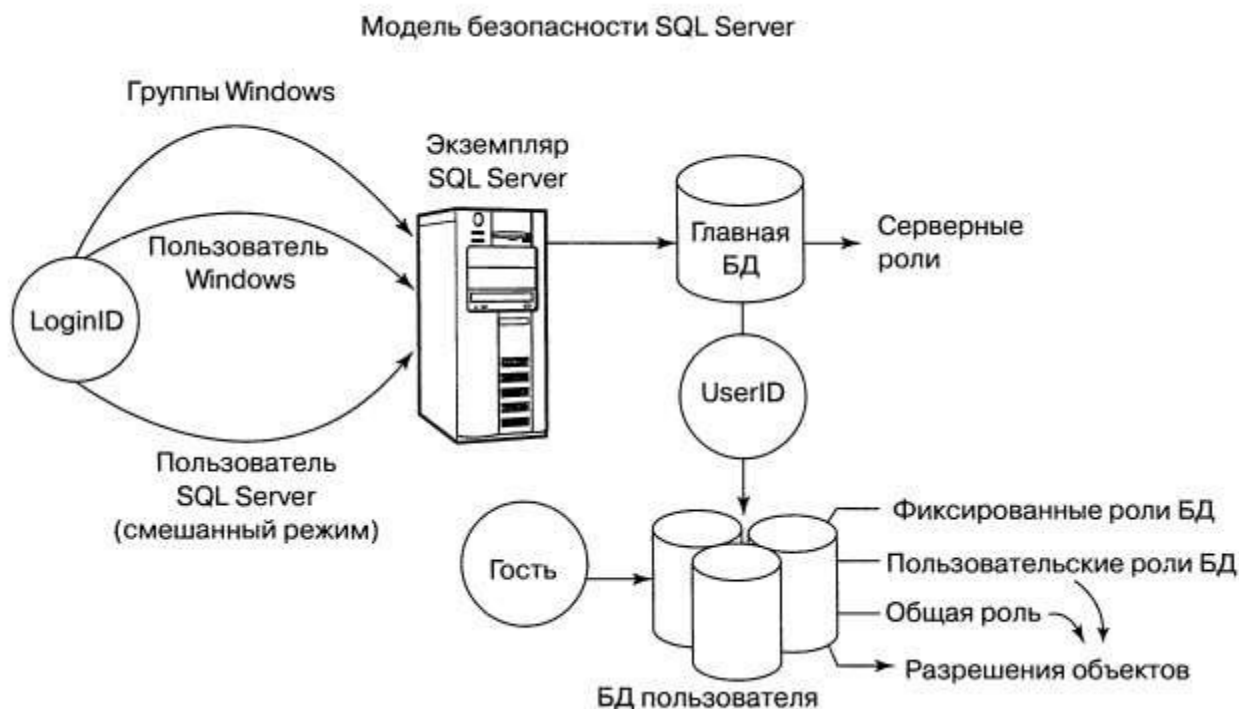 Модель безопасности SQL Server
Группы Windows
Экземпляр
SQL Server
Пользователь
Windows
LoginID
Пользователь
SQL Server
(смешанный режим)
Главная
БД
Серверные
роли
UserID
Гость
БД пользователя
Фиксированные роли БД
Пользовательские роли БД
Общая роль
Разрешения объектов